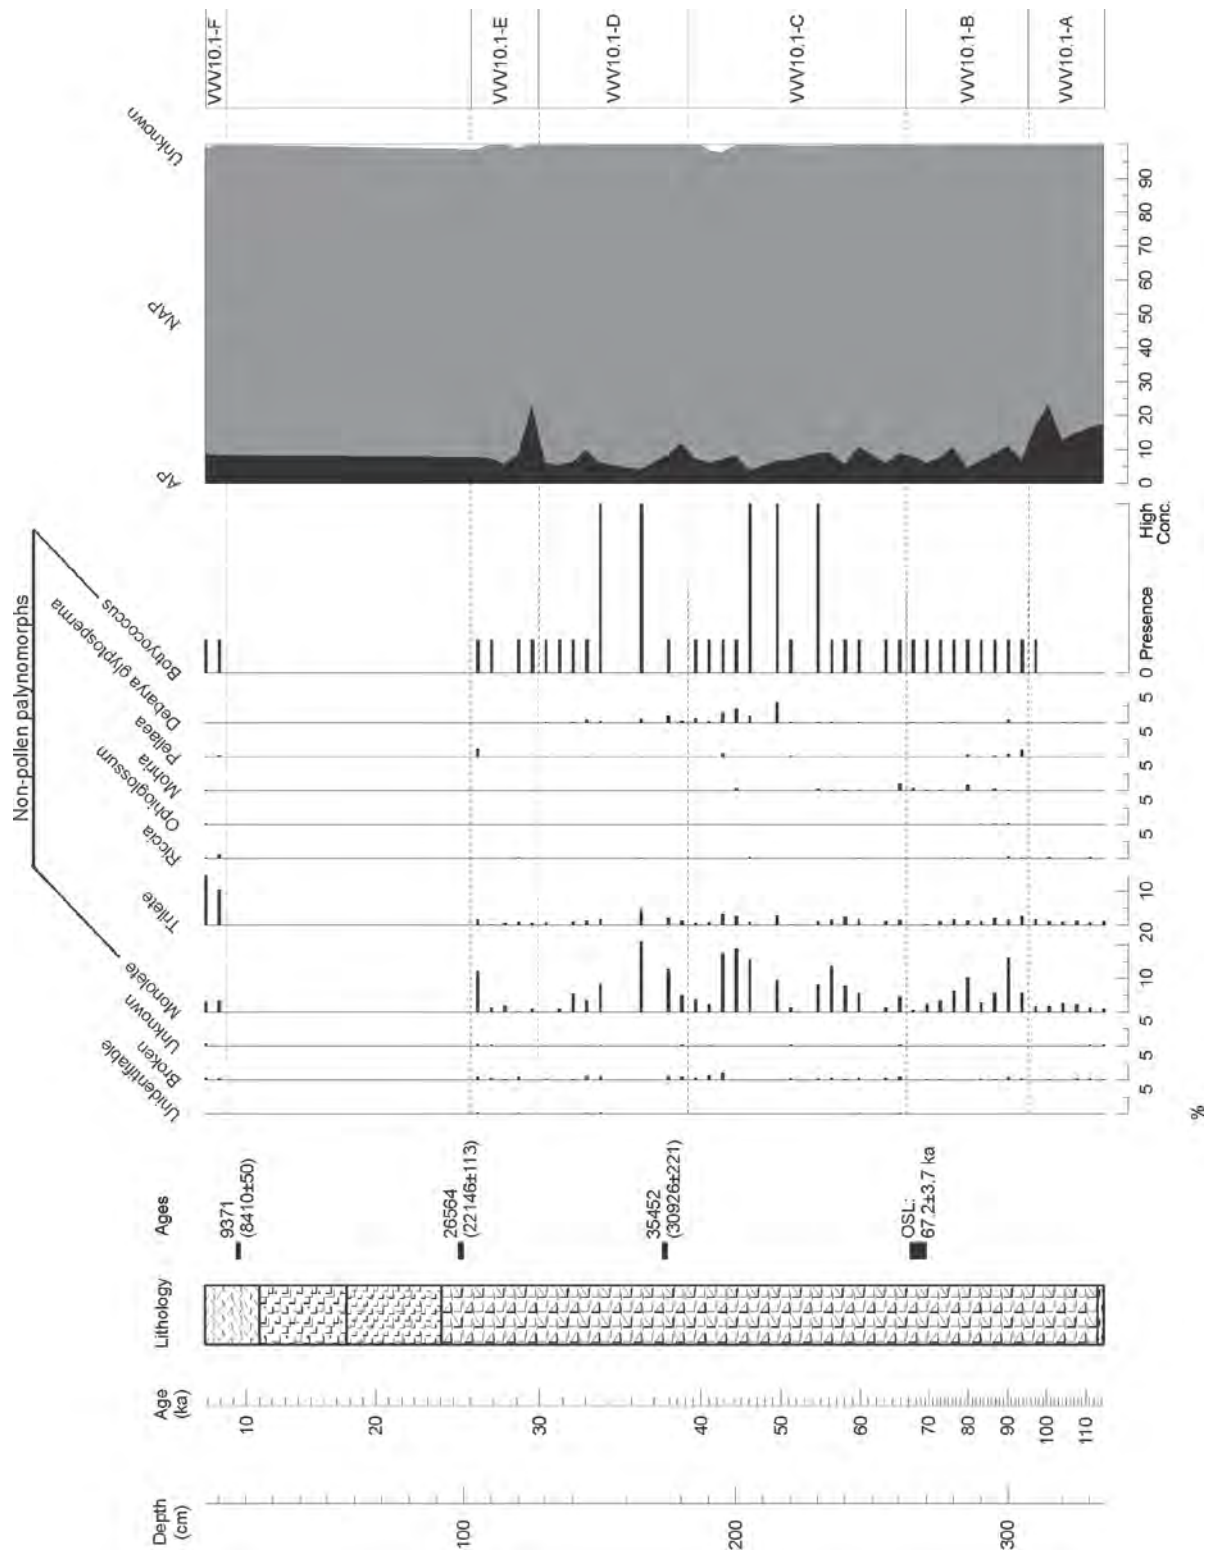 Non-pollen palynomorphs
Depth
(cm)
Age
(ka)
Lithology
Ages
Unidentifiable
Broken
Unknown
Monolete
Trilete
Riccia
Ophioglossum
Mohria
Pellaea
Debarya glyptosperma
Botryococcus
AP
NAP
Unknown
100
200
300
10
20
30
40
50
60
70
80
90
100
110
9371
(8410±50)
26564
(22146±113)
35452
(30926±221)
OSL:
67.2±3.7 ka
VVV10.1-F
VVV10.1-E
VVV10.1-D
VVV10.1-C
VVV10.1-B
VVV10.1-A
%
5
5
5
10
20
10
5
5
5
5
5
0 Presence
High
Conc.
0
10
20
30
40
50
60
70
80
90